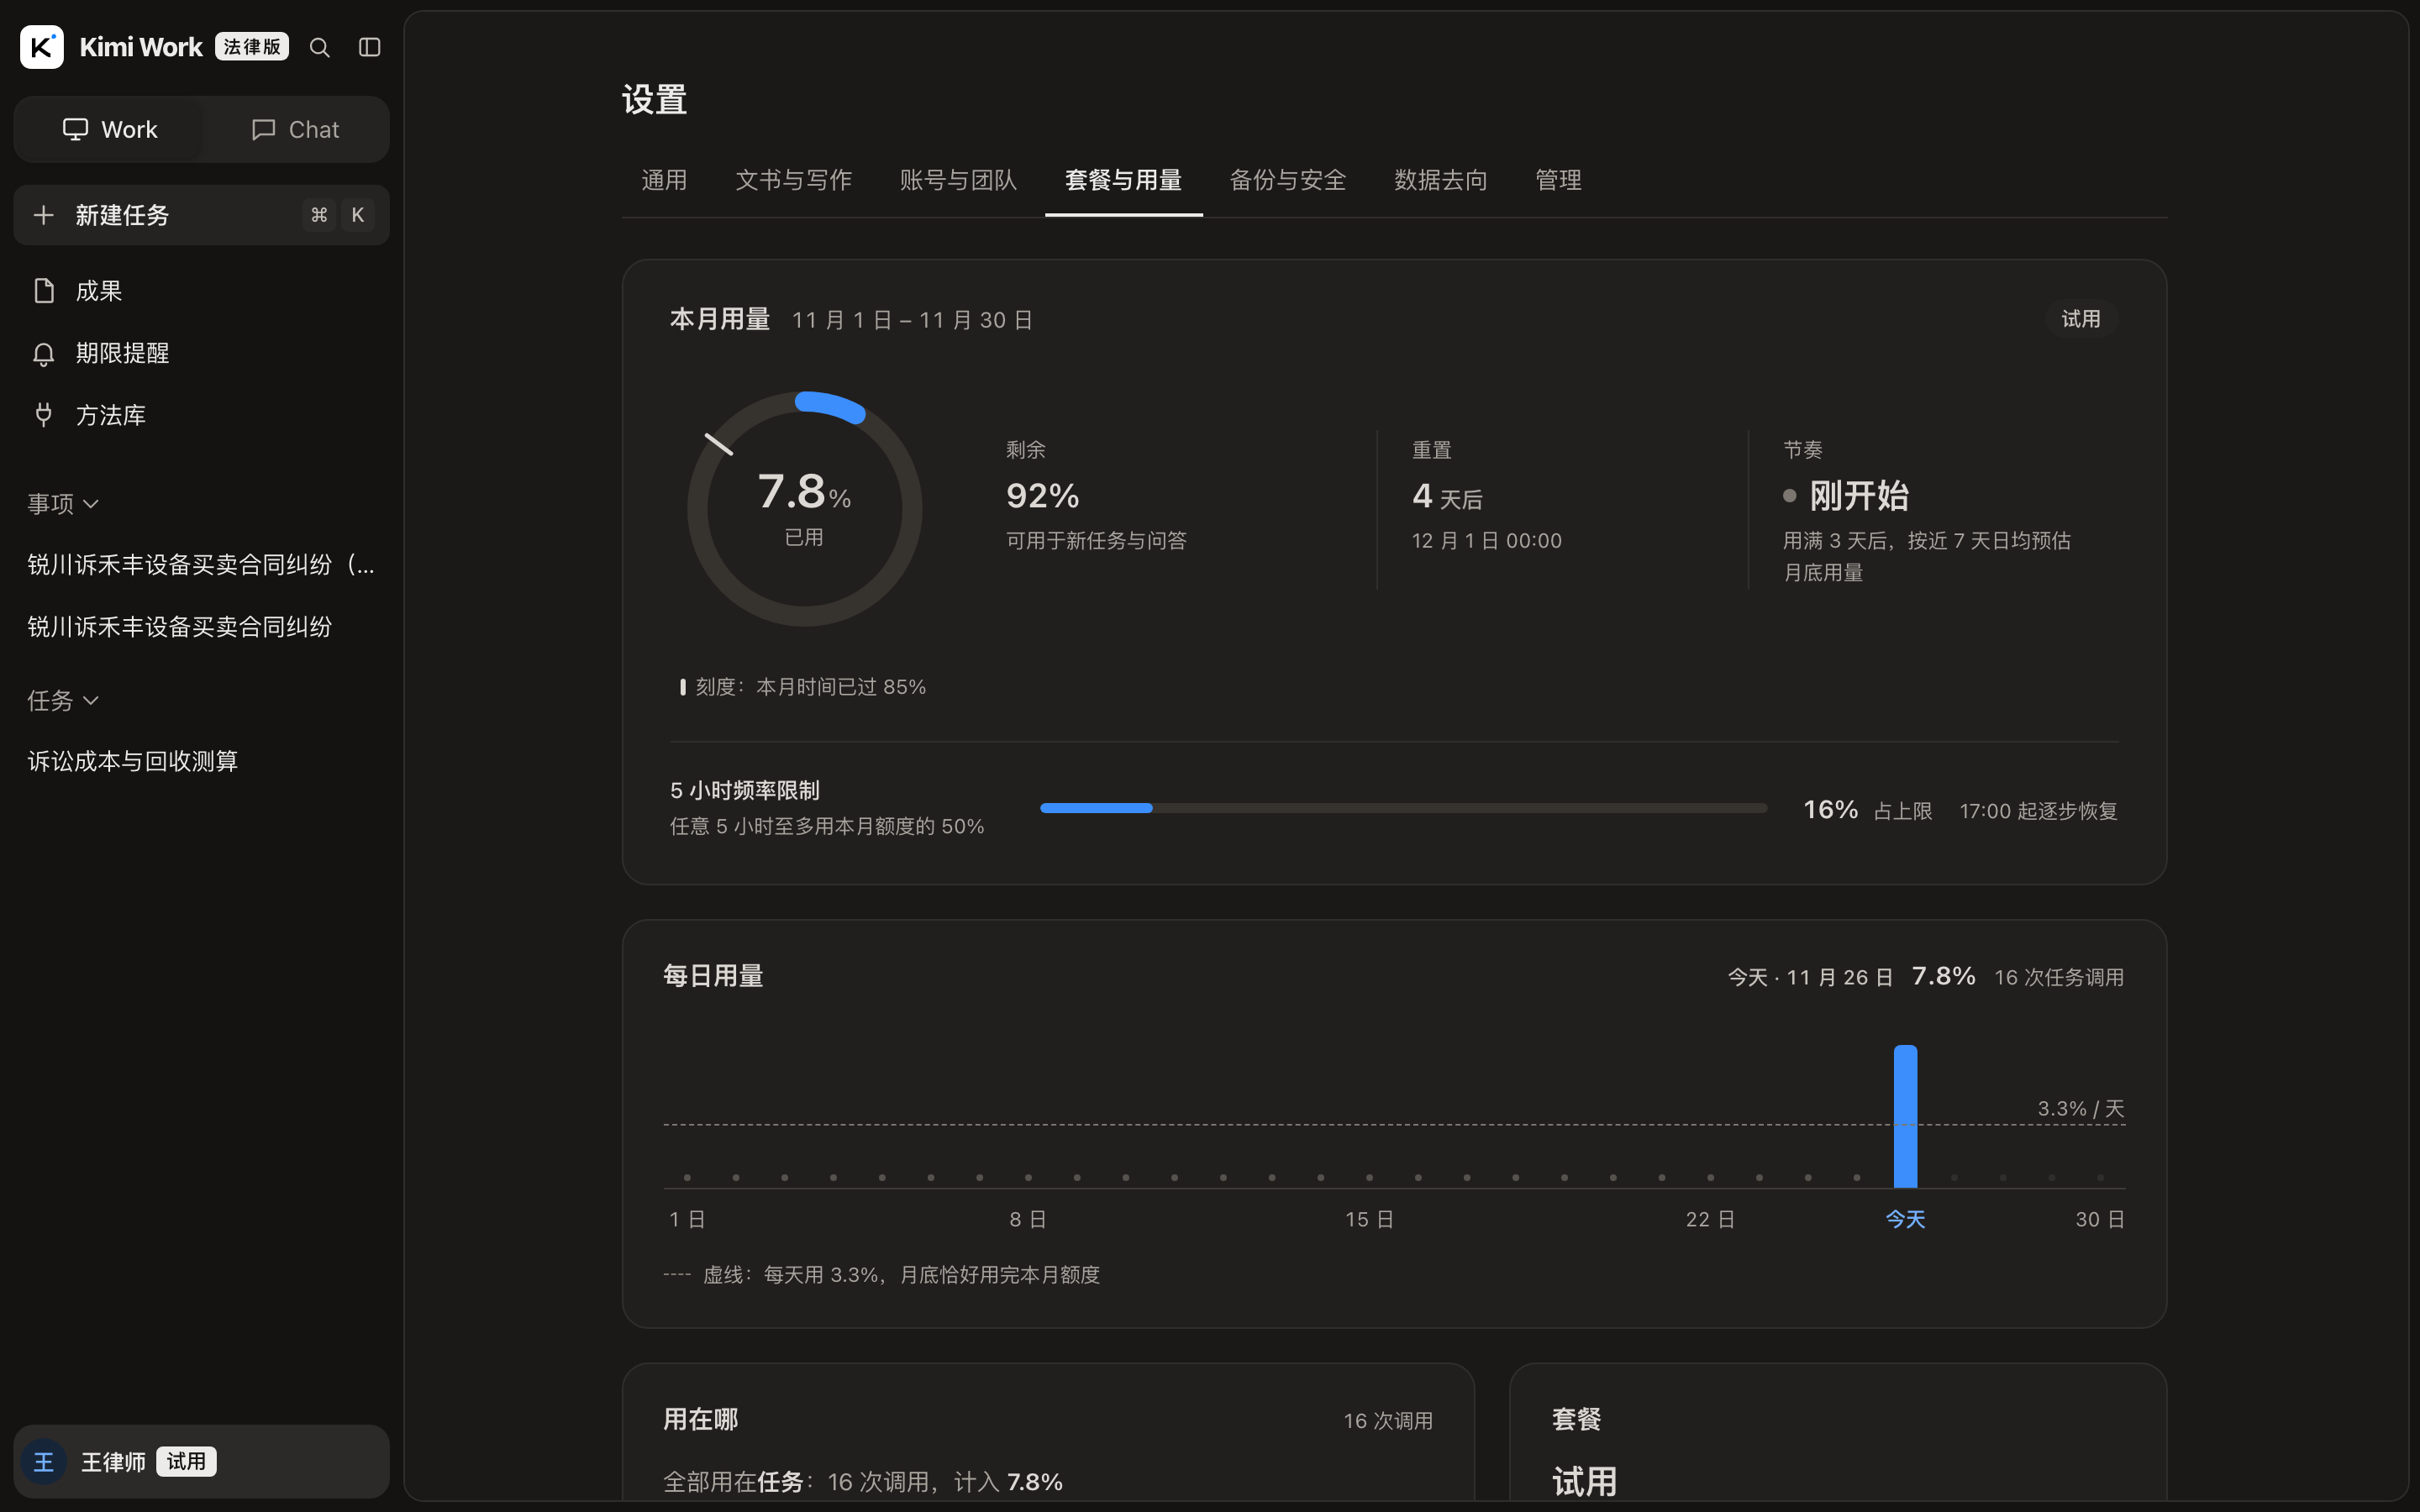 Kimi Work 法律版
Work
Chat
新建任务 ⌘ K
成果
期限提醒
方法库
事项
锐川诉禾丰设备买卖合同纠纷（...
锐川诉禾丰设备买卖合同纠纷
任务
诉讼成本与回收测算
王 王律师 试用
设置
通用 文书与写作 账号与团队 套餐与用量 备份与安全 数据去向 管理
本月用量 11 月 1 日 – 11 月 30 日 试用
7.8%
已用
剩余
92%
可用于新任务与问答
重置
4 天后
12 月 1 日 00:00
节奏
刚开始
用满 3 天后，按近 7 天日均预估
月底用量
刻度：本月时间已过 85%
5 小时频率限制
任意 5 小时至多用本月额度的 50%
16% 占上限 17:00 起逐步恢复
每日用量
今天 · 11 月 26 日 7.8% 16 次任务调用
3.3% / 天
1 日 8 日 15 日 22 日 今天 30 日
虚线：每天用 3.3%，月底恰好用完本月额度
用在哪 16 次调用
全部用在任务：16 次调用，计入 7.8%
套餐
试用